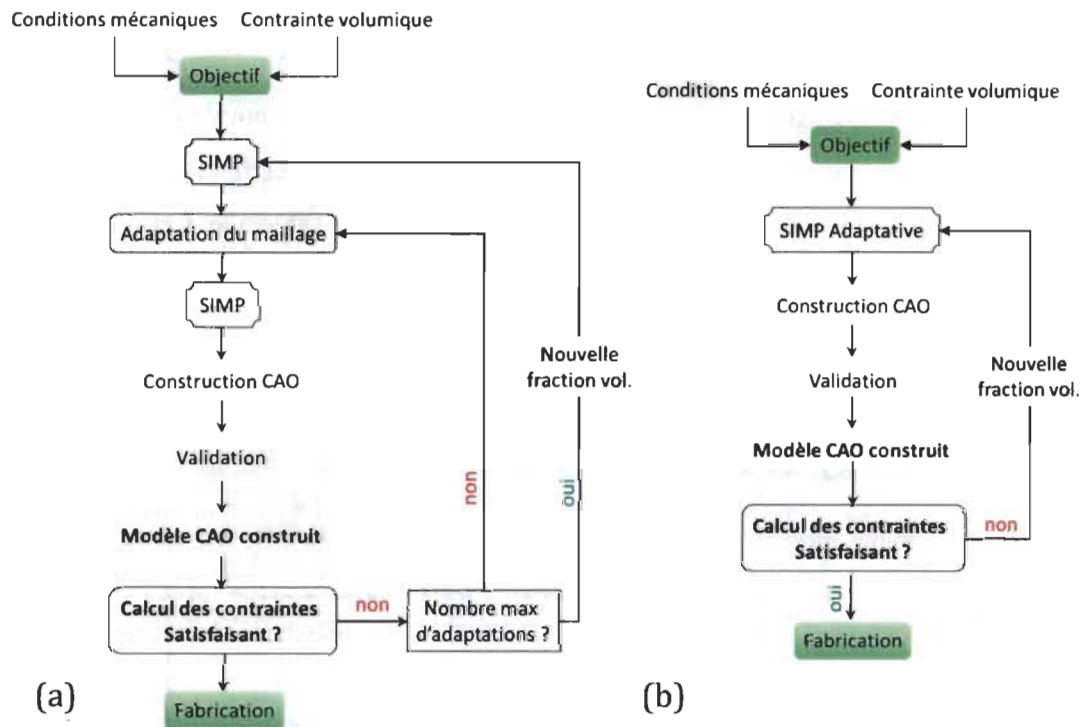 Conditions mécaniques Contrainte volumique
Objectif
SIMP
Adaptation du maillage
SIMP
Construction CAO
Validation
Modèle CAO construit
Calcul des contraintes
Satisfaisant ?
non
Nombre max
d'adaptations ?
non
oui
Nouvelle
fraction vol.
Fabrication
(a)
Conditions mécaniques Contrainte volumique
Objectif
SIMP Adaptative
Construction CAO
Validation
Modèle CAO construit
Calcul des contraintes
Satisfaisant ?
non
Nouvelle
fraction vol.
oui
Fabrication
(b)